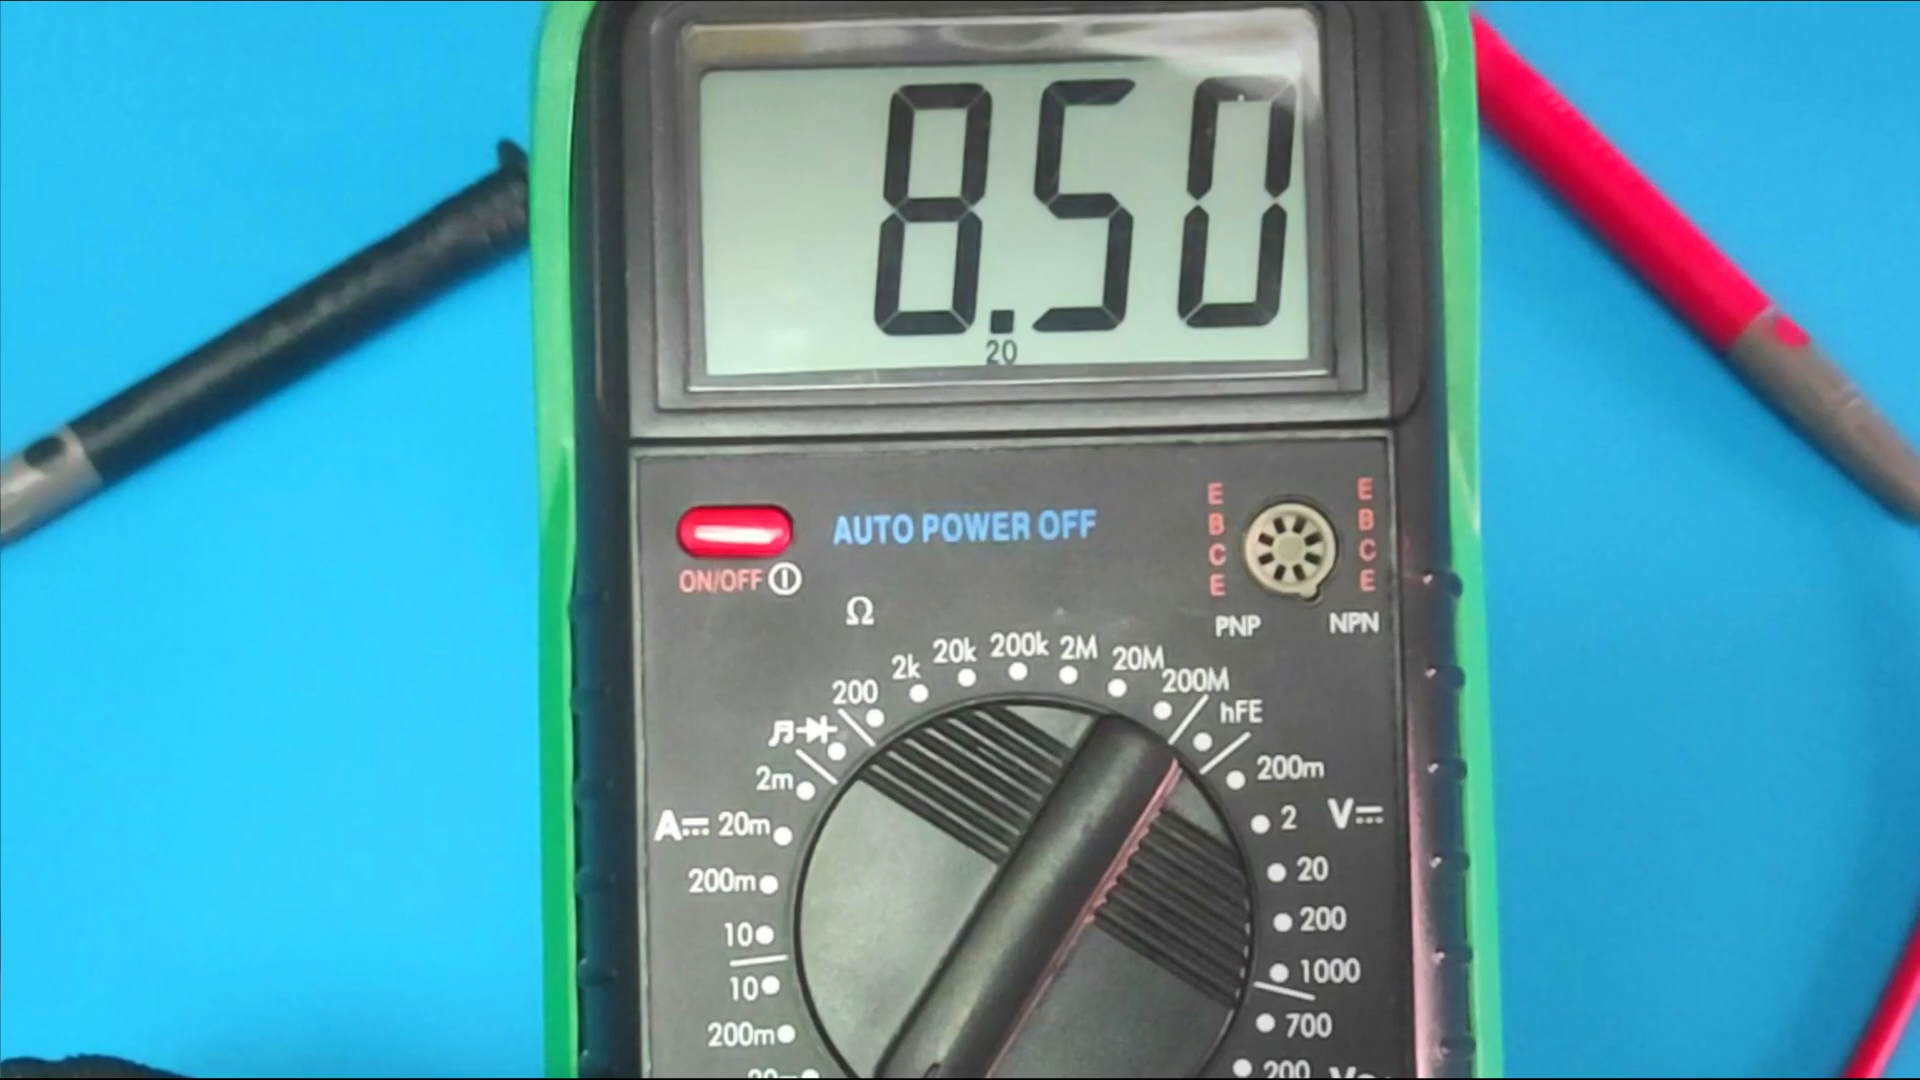 8.50
20
AUTO POWER OFF
ON/OFF
E E
B B
C C
E E
PNP NPN
Ω
200 2k 20k 200k 2M 20M 200M
hFE
2m 200m
A 20m 2 V
200m 20
10 200
10 1000
200m 700
200